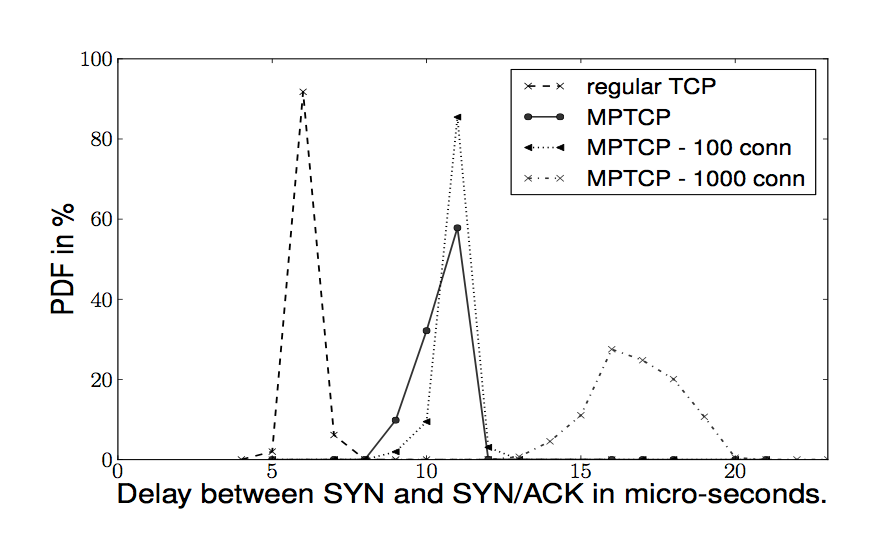 100
80
60
40
20
0
PDF in %
regular TCP
MPTCP
MPTCP - 100 conn
MPTCP - 1000 conn
0 5 10 15 20
Delay between SYN and SYN/ACK in micro-seconds.